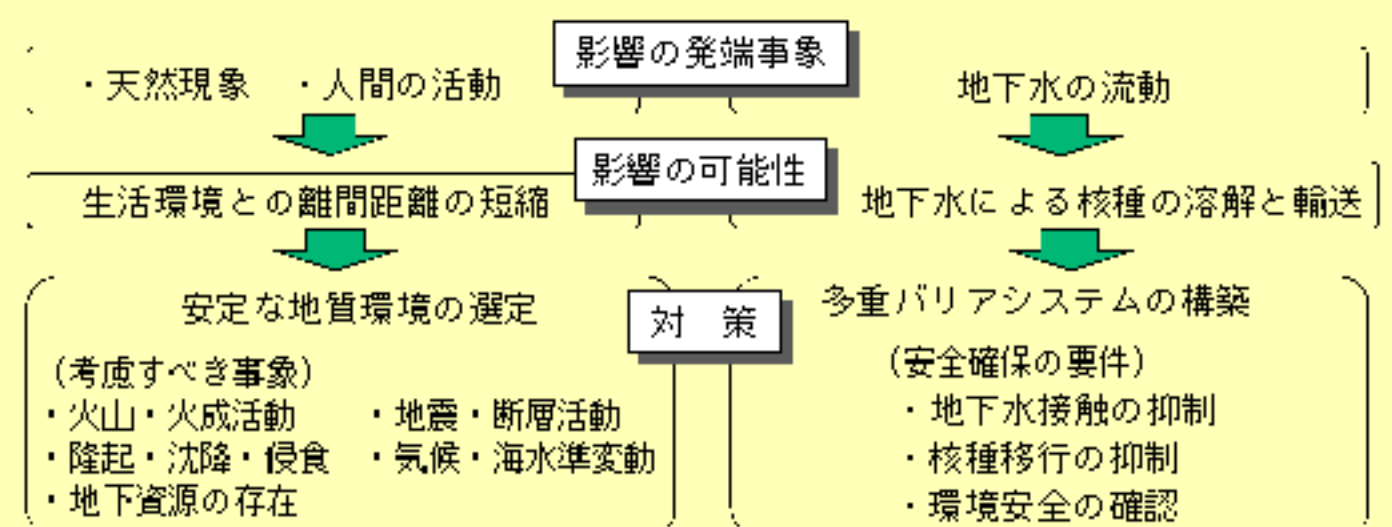 影響の発端事象
・天然現象 ・人間の活動
地下水の流動
影響の可能性
生活環境との離間距離の短縮
地下水による核種の溶解と輸送
対 策
安定な地質環境の選定
(考慮すべき事象)
・火山・火成活動 ・地震・断層活動
・隆起・沈降・侵食 ・気候・海水準変動
・地下資源の存在
多重バリアシステムの構築
(安全確保の要件)
・地下水接触の抑制
・核種移行の抑制
・環境安全の確認